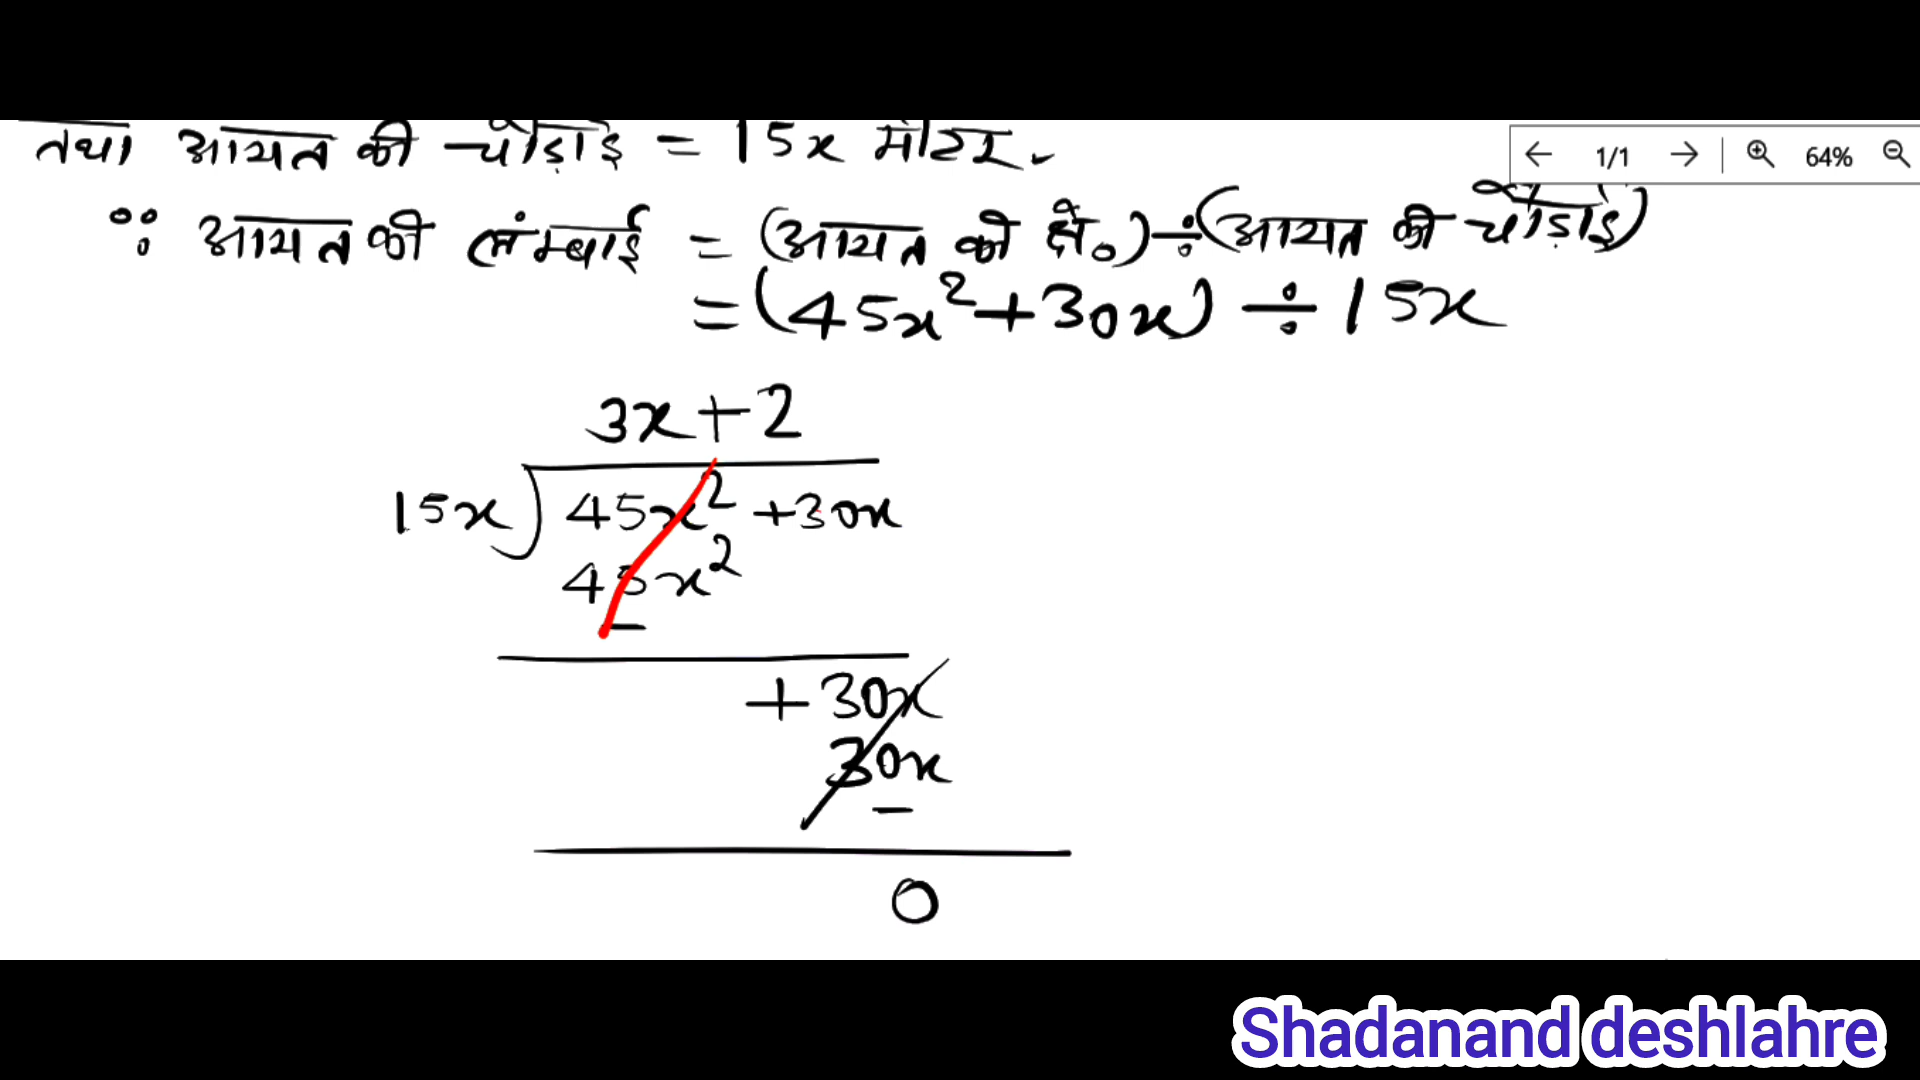 तथा आयत की चौड़ाई = 15x मीटर.
1/1 64%
∵ आयत की लंम्बाई = (आयत को क्षे०) ÷ (आयत की चौड़ाई)
= (45x² + 30x) ÷ 15x
3x + 2
15x ) 45x² + 30x
45x²
−
+ 30x
30x
−
0
Shadanand deshlahre